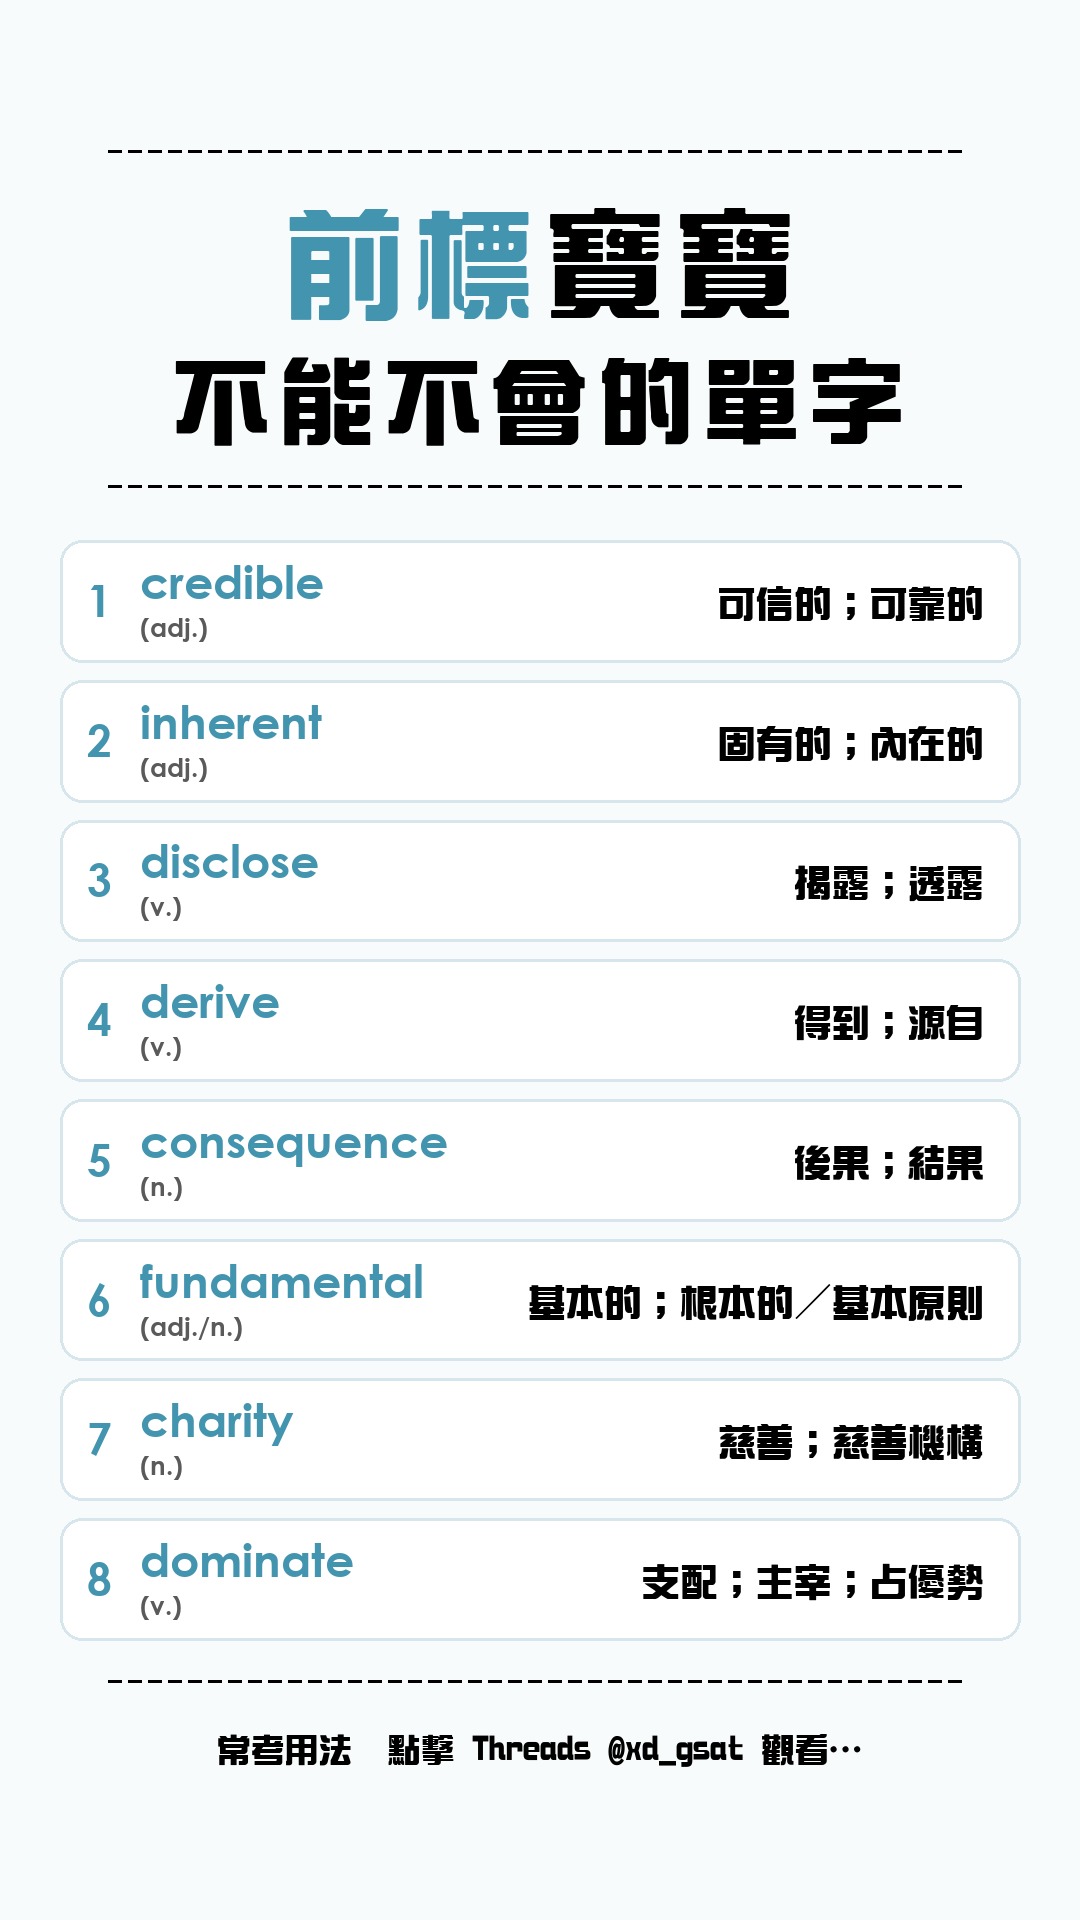 前標寶寶
不能不會的單字
1 credible (adj.) 可信的；可靠的
2 inherent (adj.) 固有的；內在的
3 disclose (v.) 揭露；透露
4 derive (v.) 得到；源自
5 consequence (n.) 後果；結果
6 fundamental (adj./n.) 基本的；根本的／基本原則
7 charity (n.) 慈善；慈善機構
8 dominate (v.) 支配；主宰；占優勢
常考用法　點擊 Threads @xd_gsat 觀看…